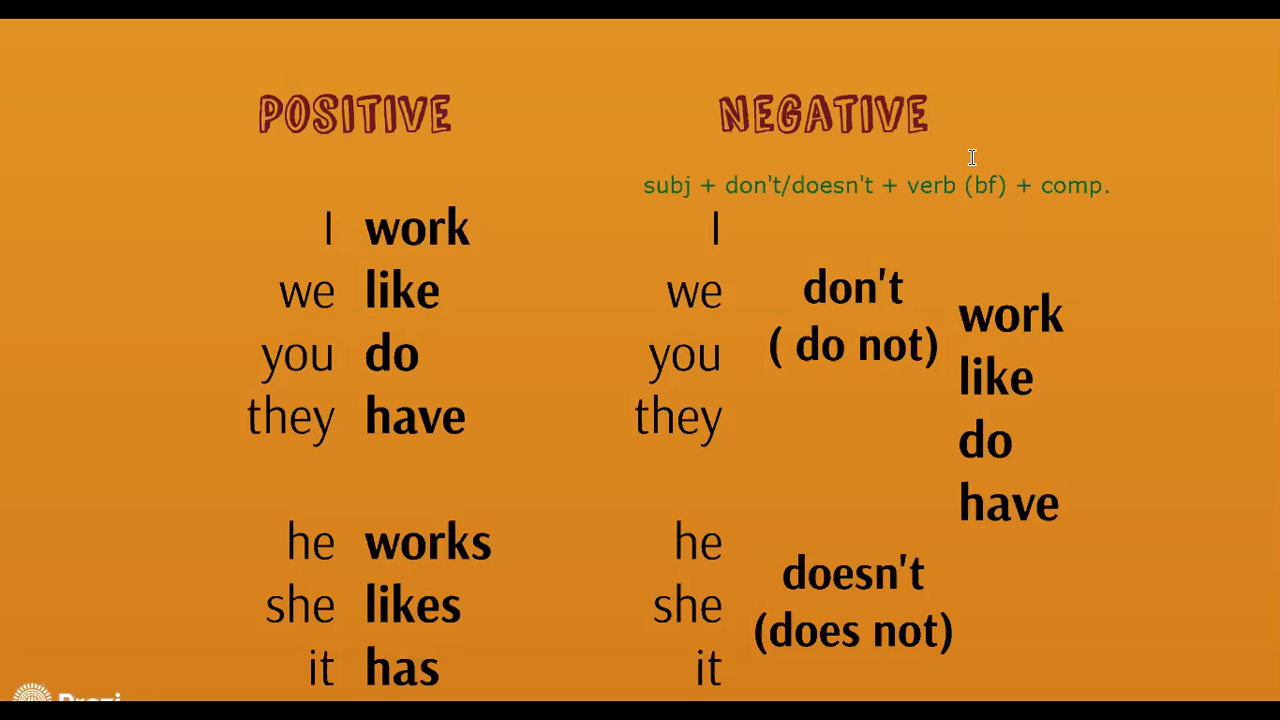 POSITIVE
NEGATIVE
subj + don't/doesn't + verb (bf) + comp.
I work
we like
you do
they have
he works
she likes
it has
I
we
you
they
don't
( do not)
he
she
it
doesn't
(does not)
work
like
do
have
Prezi